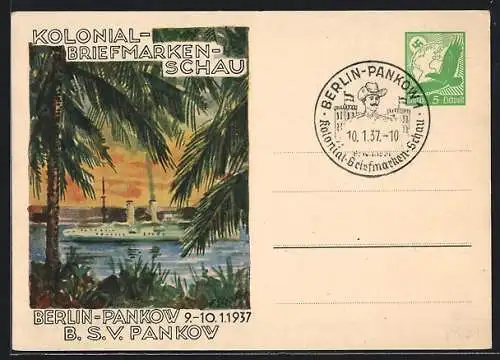 KOLONIAL-
BRIEFMARKEN-
SCHAU
BERLIN-PANKOW 9.-10.1.1937
B.S.V. PANKOV
BERLIN-PANKOW
10.1.37.-10
Kolonial-Briefmarken-Schau
5